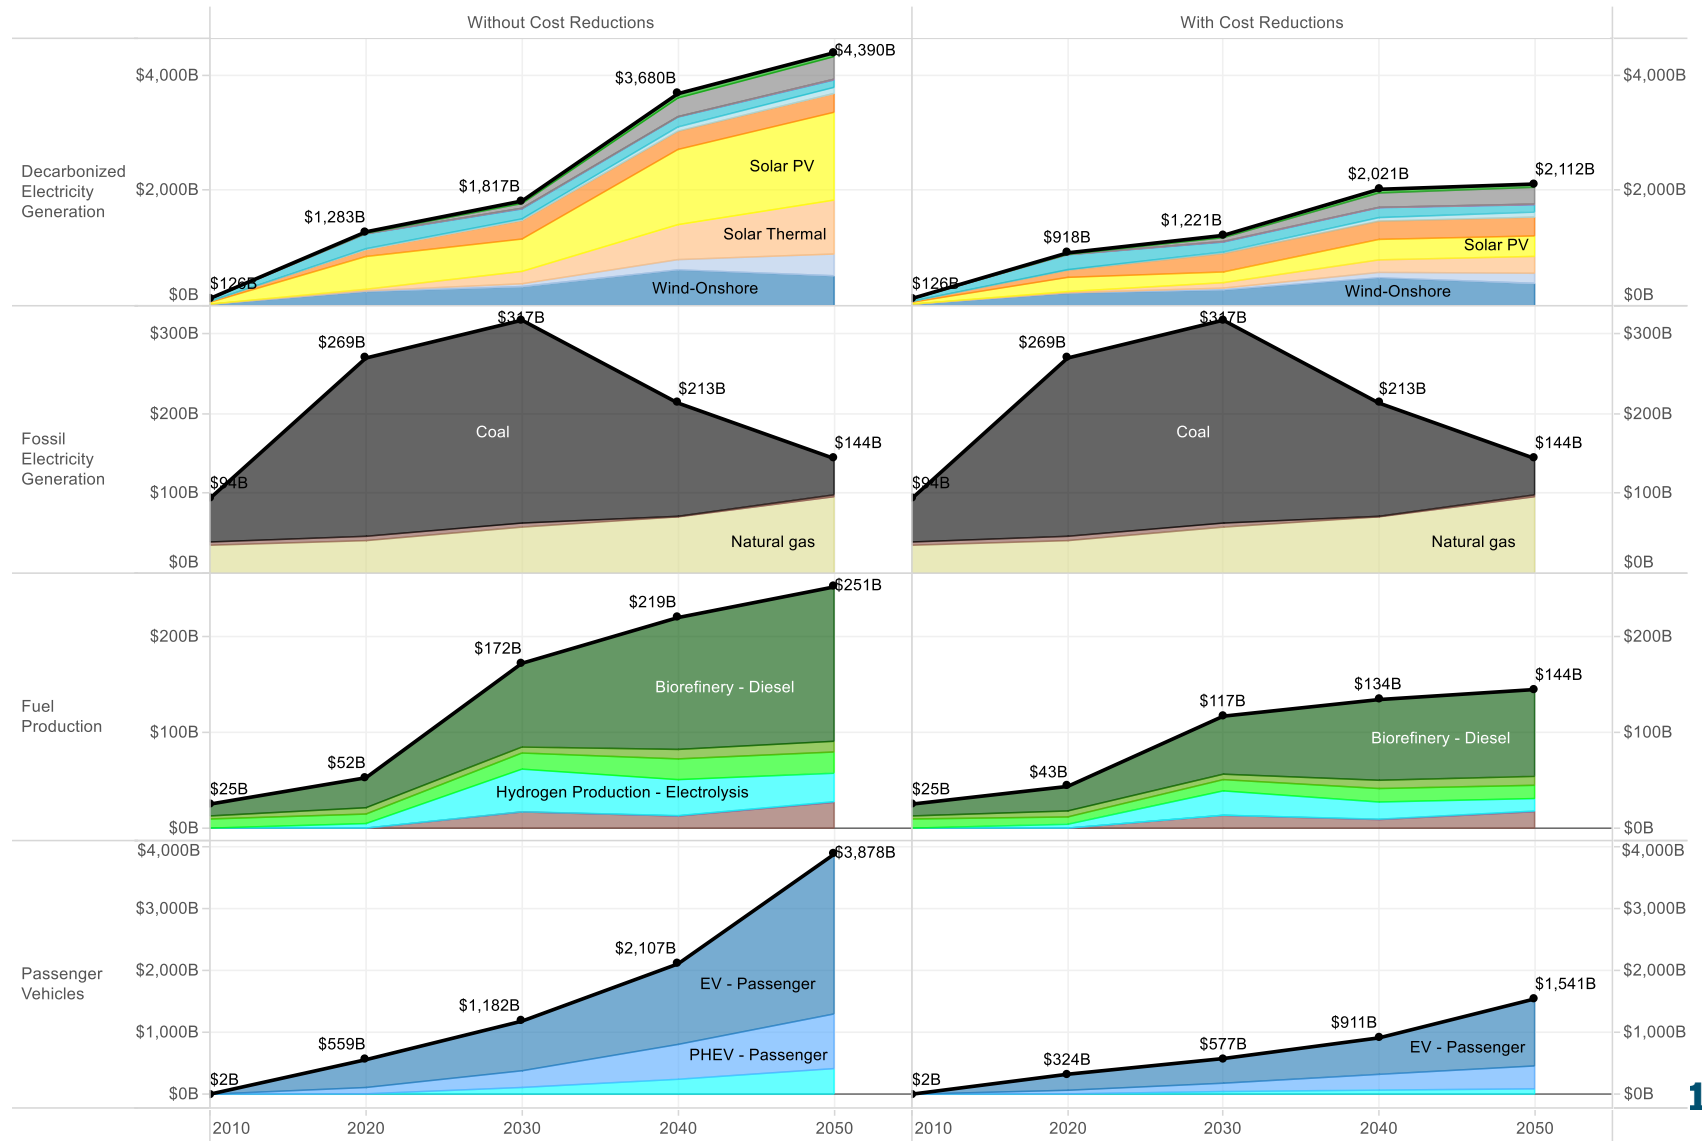 Without Cost Reductions
With Cost Reductions
Decarbonized
Electricity
Generation
$4,000B
$2,000B
$0B
$126B
$1,283B
$1,817B
$3,680B
$4,390B
Solar PV
Solar Thermal
Wind-Onshore
$126B
$918B
$1,221B
$2,021B
$2,112B
Solar PV
Wind-Onshore
$4,000B
$2,000B
$0B
Fossil
Electricity
Generation
$300B
$200B
$100B
$0B
$94B
$269B
$317B
$213B
$144B
Coal
Natural gas
$94B
$269B
$317B
$213B
$144B
Coal
Natural gas
$300B
$200B
$100B
$0B
Fuel
Production
$200B
$100B
$0B
$25B
$52B
$172B
$219B
$251B
Biorefinery - Diesel
Hydrogen Production - Electrolysis
$25B
$43B
$117B
$134B
$144B
Biorefinery - Diesel
$200B
$100B
$0B
Passenger
Vehicles
$4,000B
$3,000B
$2,000B
$1,000B
$0B
$2B
$559B
$1,182B
$2,107B
$3,878B
EV - Passenger
PHEV - Passenger
$2B
$324B
$577B
$911B
$1,541B
EV - Passenger
$4,000B
$3,000B
$2,000B
$1,000B
$0B
2010
2020
2030
2040
2050
2010
2020
2030
2040
2050
1